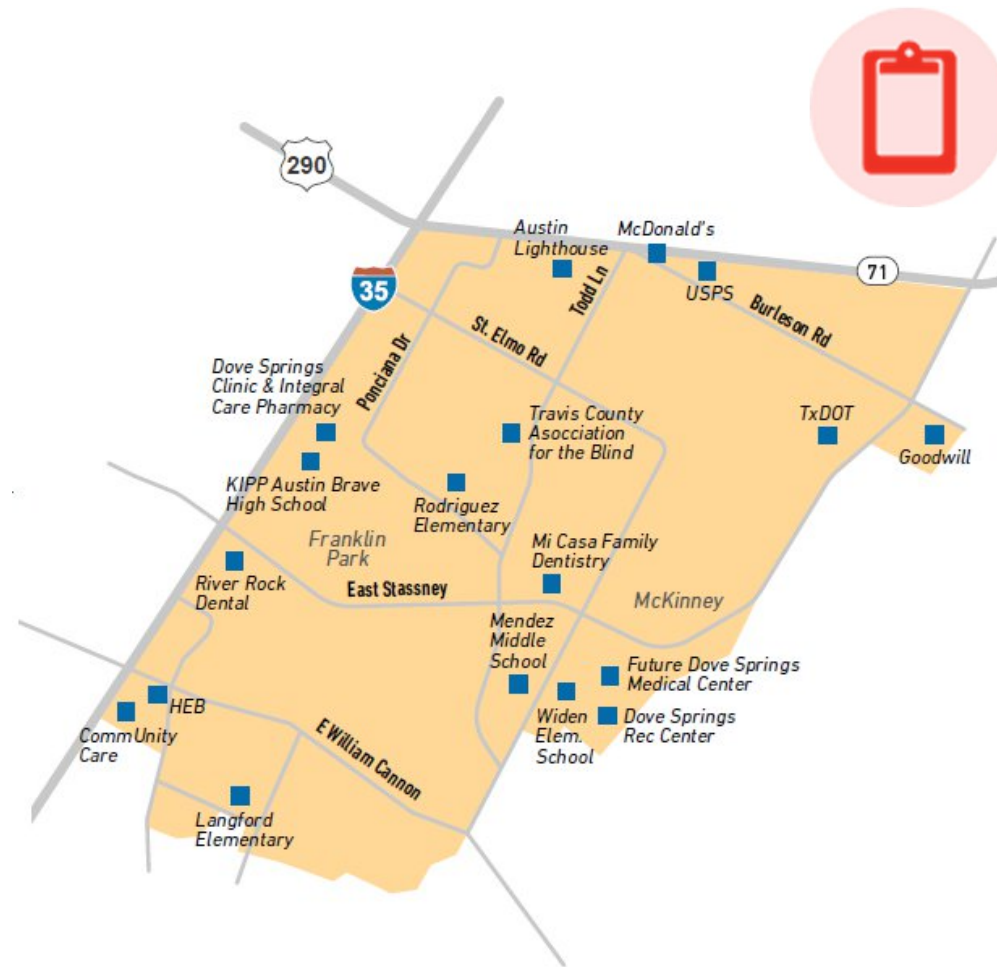 290
Austin
Lighthouse
McDonald's
71
35
Todd Ln
USPS
Burleson Rd
St. Elmo Rd
Ponciana Dr
Dove Springs
Clinic & Integral
Care Pharmacy
Travis County
Asocciation
for the Blind
TxDOT
Goodwill
KIPP Austin Brave
High School
Rodriguez
Elementary
Franklin
Park
Mi Casa Family
Dentistry
River Rock
Dental
East Stassney
McKinney
Mendez
Middle
School
Future Dove Springs
Medical Center
HEB
Widen
Elem.
School
Dove Springs
Rec Center
CommUnity
Care
E William Cannon
Langford
Elementary